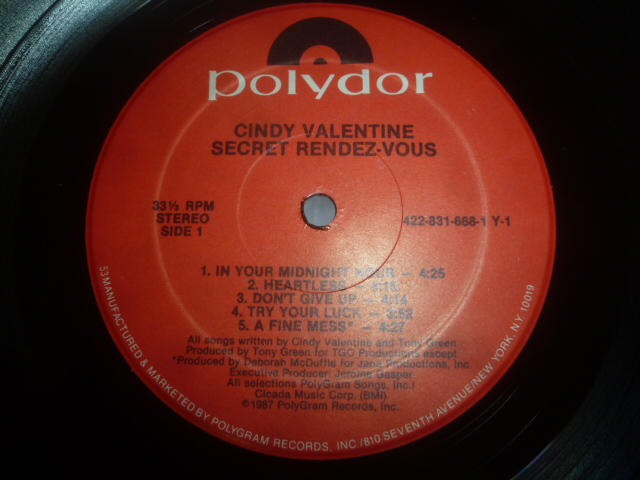 polydor
CINDY VALENTINE
SECRET RENDEZ-VOUS
33⅓ RPM
STEREO
SIDE 1
422-831-668-1 Y-1
1. IN YOUR MIDNIGHT HOUR – 4:25
2. HEARTLESS – 4:15
3. DON'T GIVE UP – 4:14
4. TRY YOUR LUCK – 3:52
5. A FINE MESS* – 4:27
All songs written by Cindy Valentine and Tony Green
Produced by Tony Green for TGO Productions except
*Produced by Deborah McDuffie for Jana Productions, Inc.
Executive Producer: Jerome Gasper
All selections PolyGram Songs, Inc./
Cicada Music Corp. (BMI)
©1987 PolyGram Records, Inc.
53 MANUFACTURED & MARKETED BY POLYGRAM RECORDS, INC./810 SEVENTH AVENUE/NEW YORK, N.Y. 10019